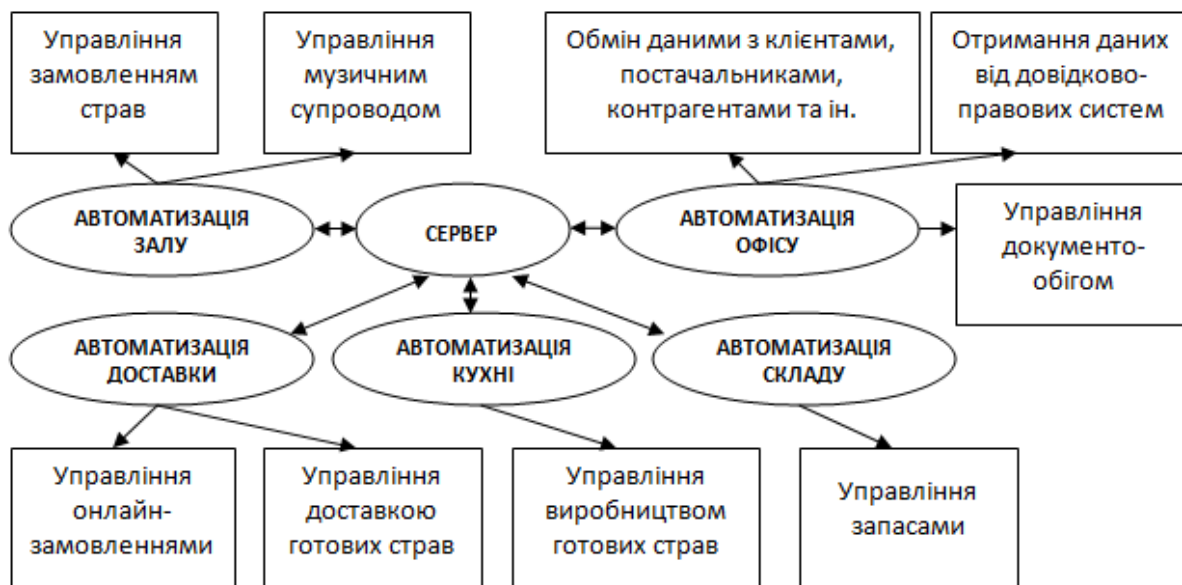 Управління
замовленням
страв
Управління
музичним
супроводом
Обмін даними з клієнтами,
постачальниками,
контрагентами та ін.
Отримання даних
від довідково-
правових систем
АВТОМАТИЗАЦІЯ
ЗАЛУ
СЕРВЕР
АВТОМАТИЗАЦІЯ
ОФІСУ
Управління
документо-
обігом
АВТОМАТИЗАЦІЯ
ДОСТАВКИ
АВТОМАТИЗАЦІЯ
КУХНІ
АВТОМАТИЗАЦІЯ
СКЛАДУ
Управління
онлайн-
замовленнями
Управління
доставкою
готових страв
Управління
виробництвом
готових страв
Управління
запасами